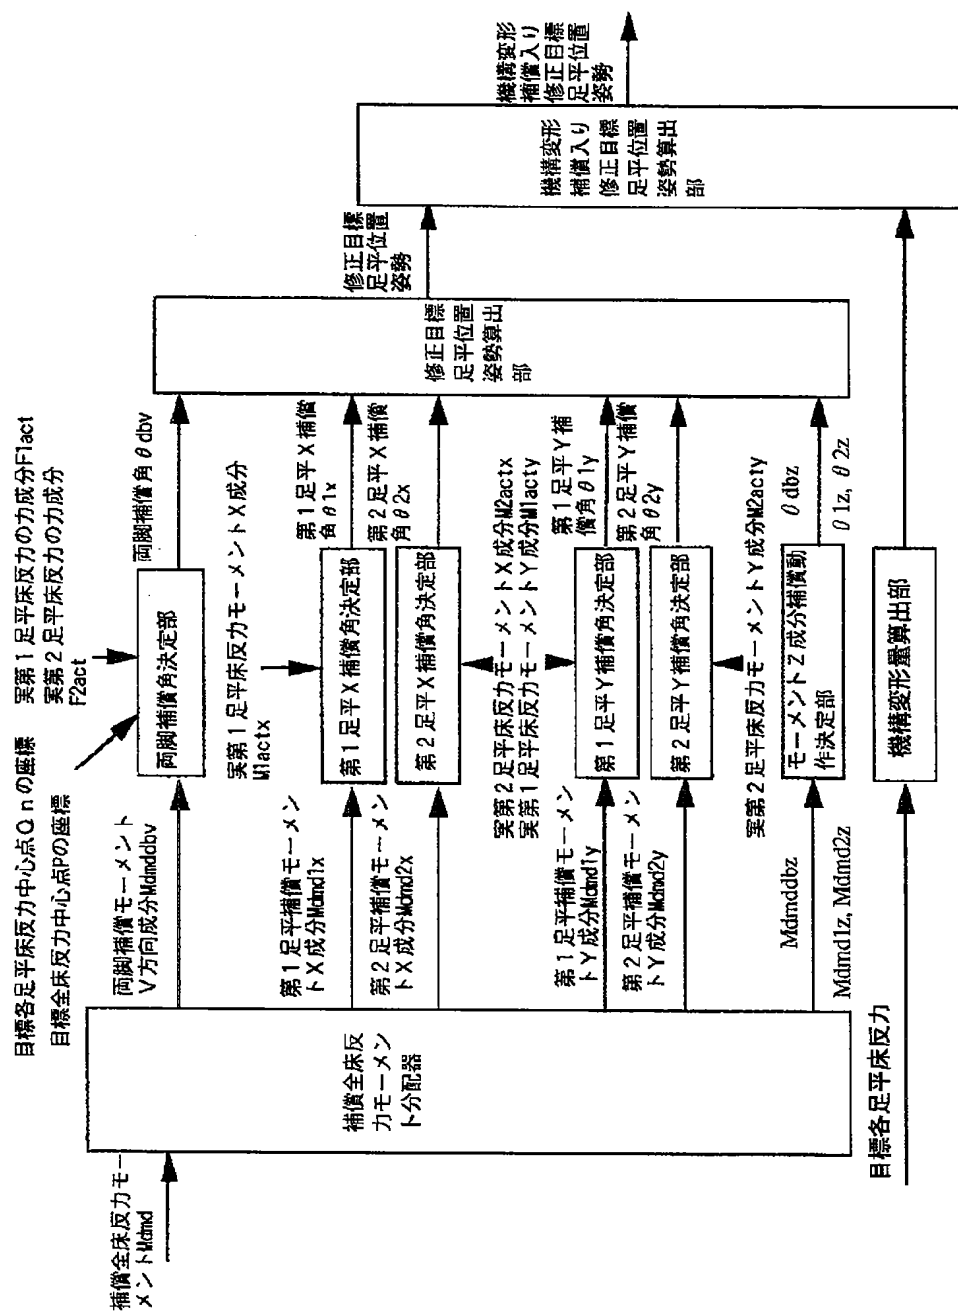 補償全床反力モー
メントMdmd
補償全床反
力モーメン
ト分配器
目標各足平床反力中心点Q n の座標
目標全床反力中心点Pの座標
実第1足平床反力の力成分F1act
実第2足平床反力の力成分
F2act
両脚補償モーメント
V方向成分Mdmddbv
両脚補償角決定部
両脚補償角θdbv
実第1足平床反力モーメントX成分
M1actx
第1足平補償モーメン
トX成分Mdmd1x
第1足平X補償角決定部
第1足平X補償
角θ1x
第2足平補償モーメン
トX成分Mdmd2x
第2足平X補償角決定部
第2足平X補償
角θ2x
実第2足平床反力モーメントX成分M2actx
実第1足平床反力モーメントY成分M1acty
第1足平補償モーメン
トY成分Mdmd1y
第1足平Y補償角決定部
第1足平Y補
償角θ1y
第2足平補償モーメン
トY成分Mdmd2y
第2足平Y補償角決定部
第2足平Y補償
角θ2y
実第2足平床反力モーメントY成分M2acty
Mdmddbz
Mdmd1z, Mdmd2z
モーメントZ成分補償動
作決定部
θdbz
θ1z, θ2z
目標各足平床反力
機構変形量算出部
修正目標
足平位置
姿勢算出
部
修正目標
足平位置
姿勢
機構変形
補償入り
修正目標
足平位置
姿勢算出
部
機構変形
補償入り
修正目標
足平位置
姿勢